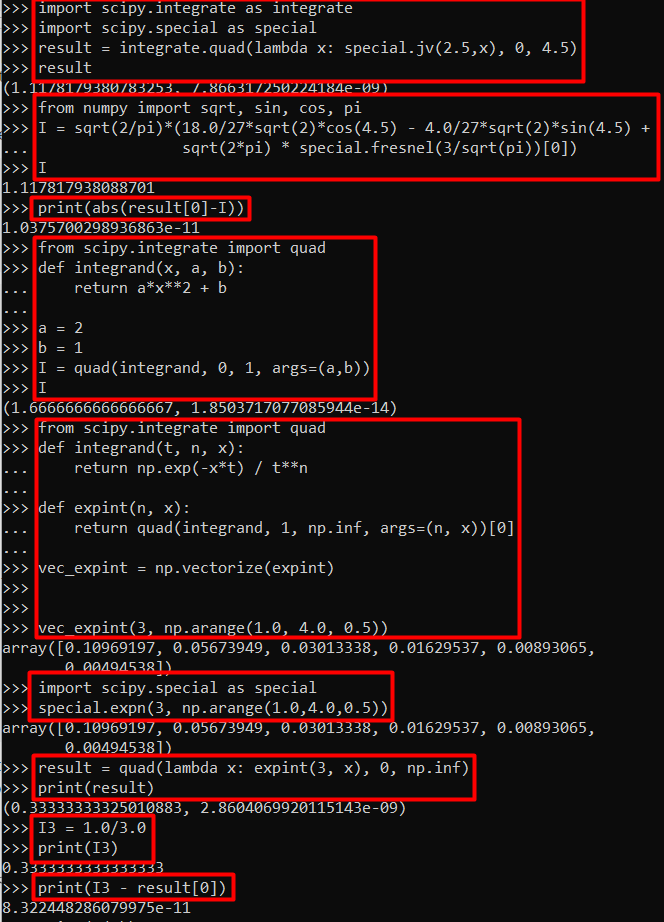 >>> import scipy.integrate as integrate
>>> import scipy.special as special
>>> result = integrate.quad(lambda x: special.jv(2.5,x), 0, 4.5)
>>> result
(1.1178179380783253, 7.866317250224184e-09)
>>> from numpy import sqrt, sin, cos, pi
>>> I = sqrt(2/pi)*(18.0/27*sqrt(2)*cos(4.5) - 4.0/27*sqrt(2)*sin(4.5) +
...                 sqrt(2*pi) * special.fresnel(3/sqrt(pi))[0])
>>> I
1.117817938088701
>>> print(abs(result[0]-I))
1.0375700298936863e-11
>>> from scipy.integrate import quad
>>> def integrand(x, a, b):
...     return a*x**2 + b
...
>>> a = 2
>>> b = 1
>>> I = quad(integrand, 0, 1, args=(a,b))
>>> I
(1.6666666666666667, 1.8503717077085944e-14)
>>> from scipy.integrate import quad
>>> def integrand(t, n, x):
...     return np.exp(-x*t) / t**n
...
>>> def expint(n, x):
...     return quad(integrand, 1, np.inf, args=(n, x))[0]
...
>>> vec_expint = np.vectorize(expint)
>>>
>>>
>>> vec_expint(3, np.arange(1.0, 4.0, 0.5))
array([0.10969197, 0.05673949, 0.03013338, 0.01629537, 0.00893065,
       0.00494538])
>>> import scipy.special as special
>>> special.expn(3, np.arange(1.0,4.0,0.5))
array([0.10969197, 0.05673949, 0.03013338, 0.01629537, 0.00893065,
       0.00494538])
>>> result = quad(lambda x: expint(3, x), 0, np.inf)
>>> print(result)
(0.33333333325010883, 2.8604069920115143e-09)
>>> I3 = 1.0/3.0
>>> print(I3)
0.3333333333333333
>>> print(I3 - result[0])
8.322448286079975e-11